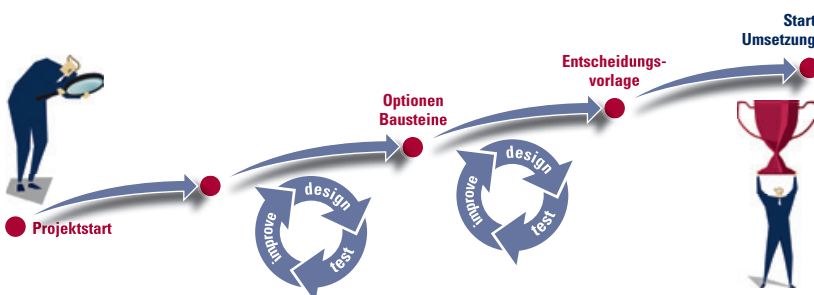 Projektstart
design
test
improve
Optionen
Bausteine
design
test
improve
Entscheidungs-
vorlage
Start
Umsetzung